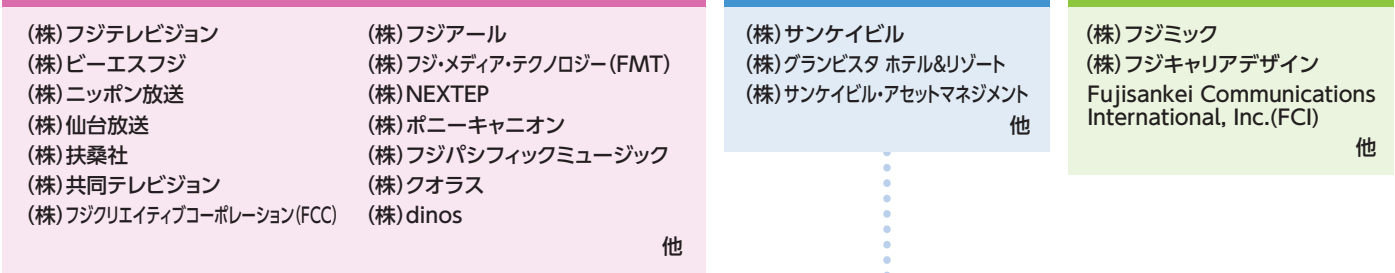 (株)フジテレビジョン
(株)ビーエスフジ
(株)ニッポン放送
(株)仙台放送
(株)扶桑社
(株)共同テレビジョン
(株)フジクリエイティブコーポレーション(FCC)
(株)フジアール
(株)フジ・メディア・テクノロジー(FMT)
(株)NEXTEP
(株)ポニーキャニオン
(株)フジパシフィックミュージック
(株)クオラス
(株)dinos
他
(株)サンケイビル
(株)グランビスタ ホテル&リゾート
(株)サンケイビル・アセットマネジメント
他
(株)フジミック
(株)フジキャリアデザイン
Fujisankei Communications
International, Inc.(FCI)
他